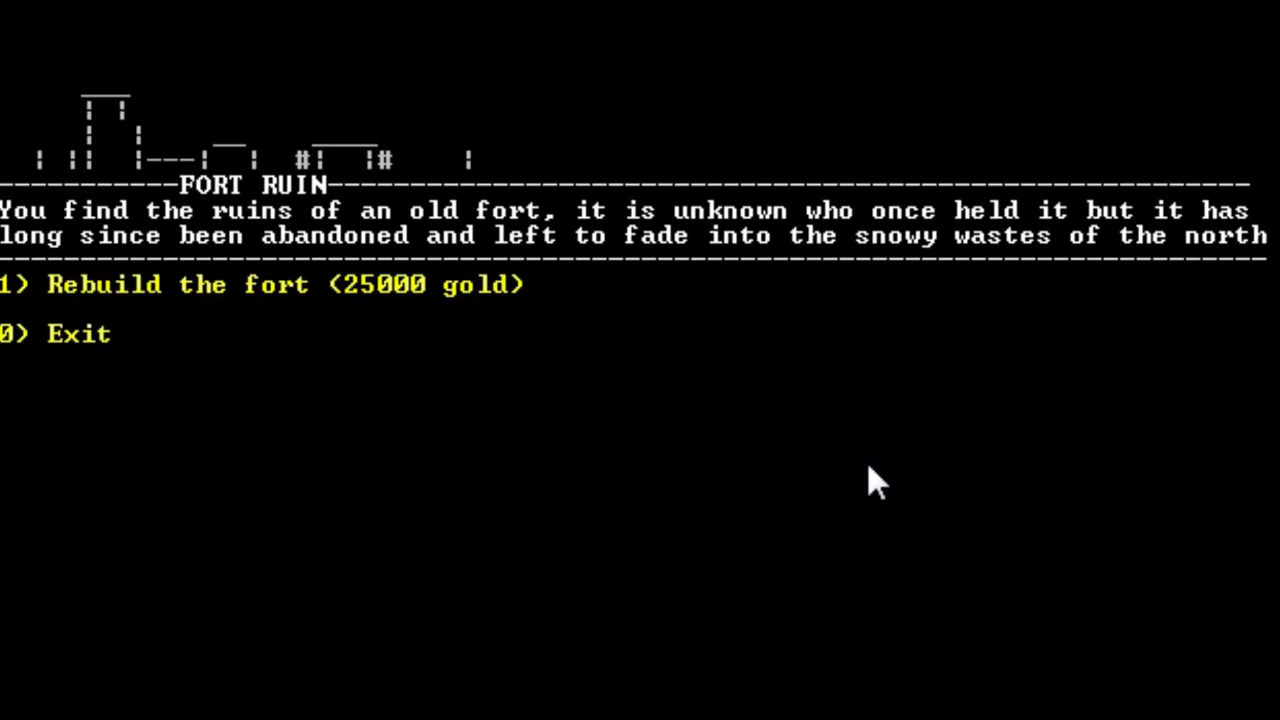 FORT RUIN
You find the ruins of an old fort, it is unknown who once held it but it has
long since been abandoned and left to fade into the snowy wastes of the north
1) Rebuild the fort (25000 gold)
0) Exit